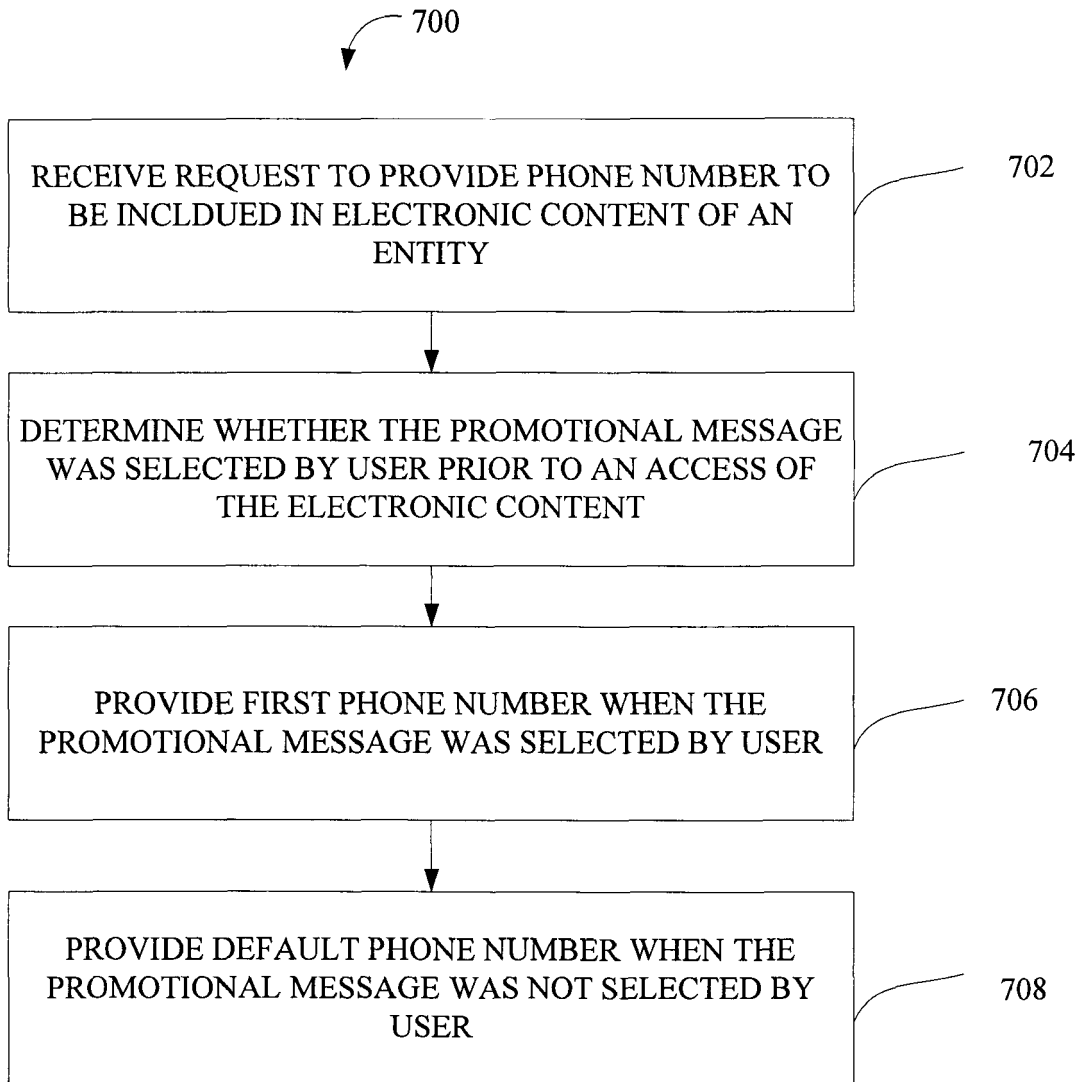 700
RECEIVE REQUEST TO PROVIDE PHONE NUMBER TO
BE INCLDUED IN ELECTRONIC CONTENT OF AN
ENTITY
702
DETERMINE WHETHER THE PROMOTIONAL MESSAGE
WAS SELECTED BY USER PRIOR TO AN ACCESS OF
THE ELECTRONIC CONTENT
704
PROVIDE FIRST PHONE NUMBER WHEN THE
PROMOTIONAL MESSAGE WAS SELECTED BY USER
706
PROVIDE DEFAULT PHONE NUMBER WHEN THE
PROMOTIONAL MESSAGE WAS NOT SELECTED BY
USER
708